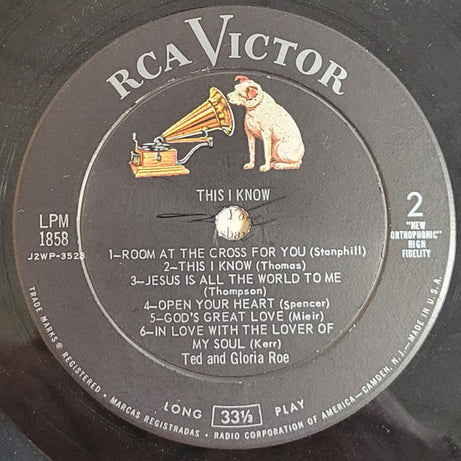 RCA VICTOR
THIS I KNOW
LPM
1858
J2WP-3523
2
"NEW
ORTHOPHONIC"
HIGH
FIDELITY
1—ROOM AT THE CROSS FOR YOU (Stanphill)
2—THIS I KNOW (Thomas)
3—JESUS IS ALL THE WORLD TO ME
(Thompson)
4—OPEN YOUR HEART (Spencer)
5—GOD'S GREAT LOVE (Mieir)
6—IN LOVE WITH THE LOVER OF
MY SOUL (Kerr)
Ted and Gloria Roe
LONG 33⅓ PLAY
TRADE MARKS ® REGISTERED • MARCAS REGISTRADAS • RADIO CORPORATION OF AMERICA—CAMDEN, N.J.—MADE IN U.S.A.